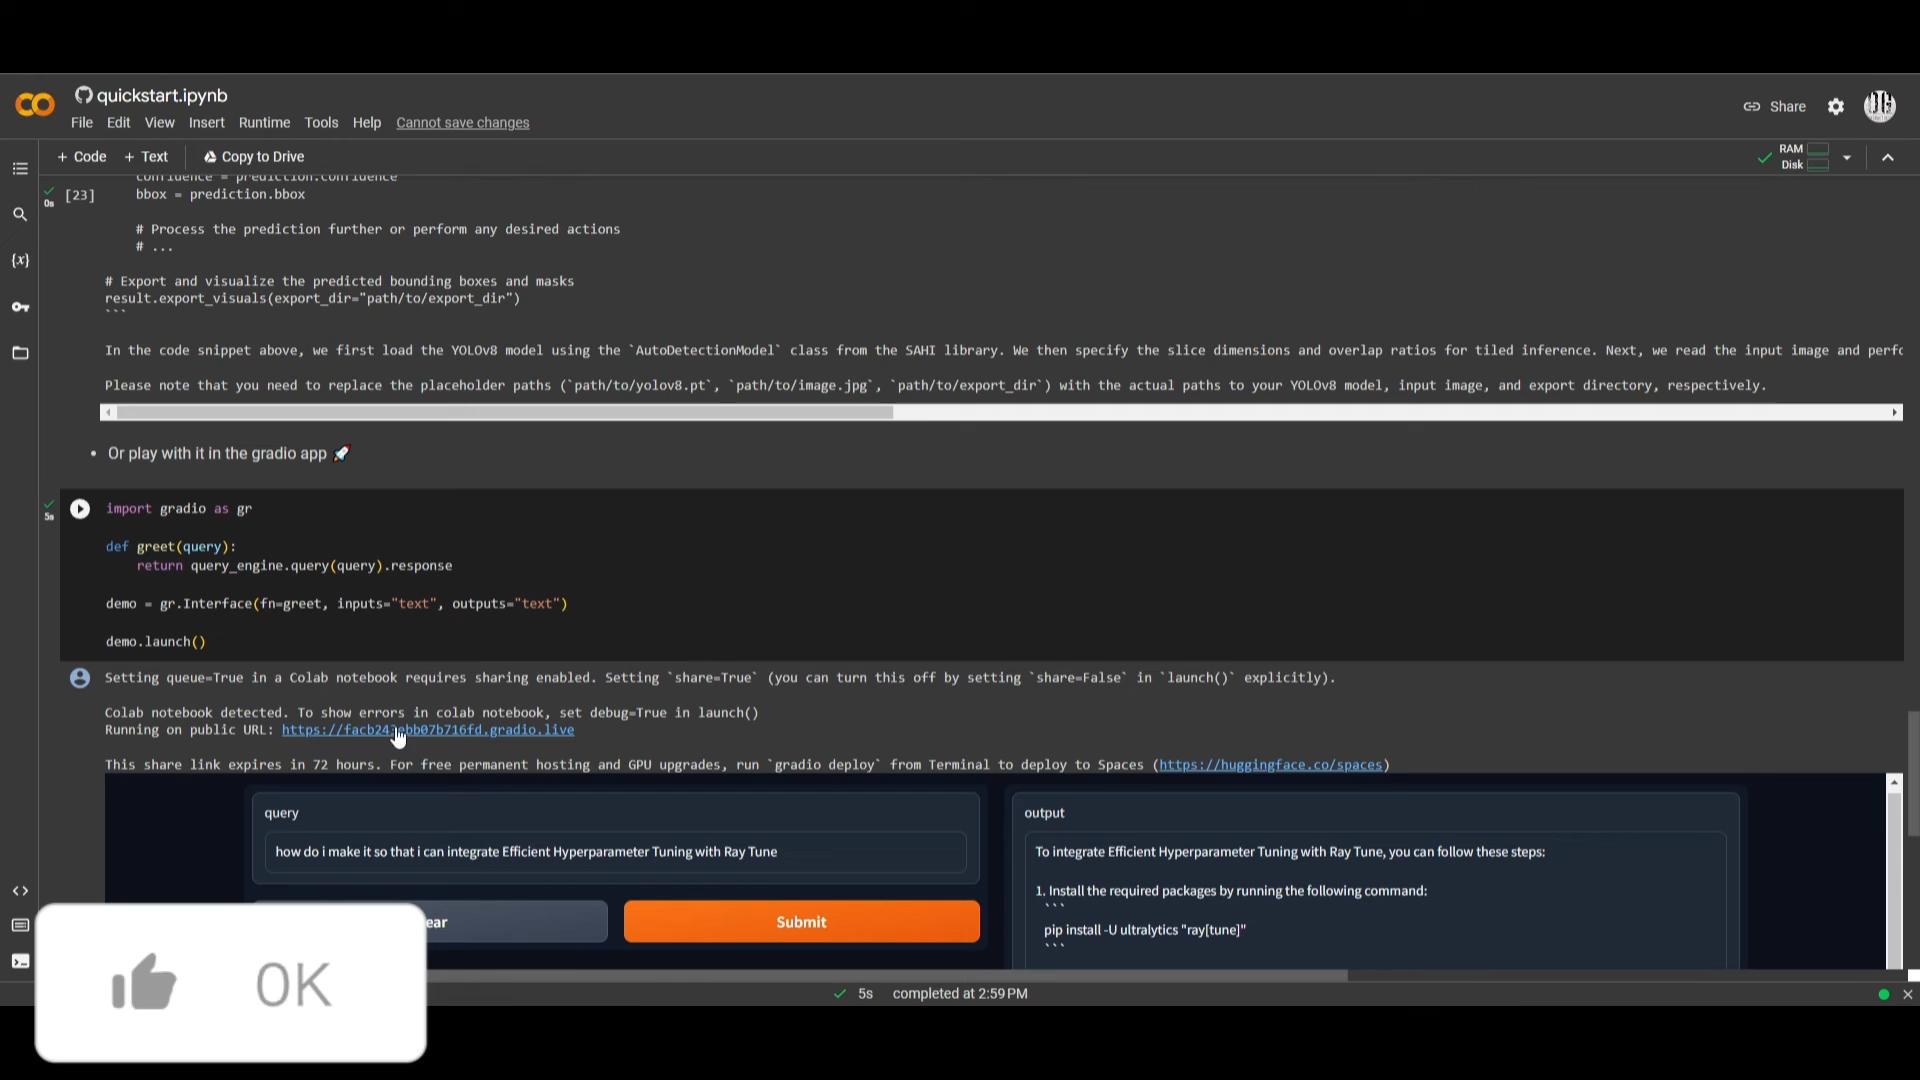 quickstart.ipynb
Share
File Edit View Insert Runtime Tools Help Cannot save changes
+ Code + Text Copy to Drive
RAM
Disk
confidence = prediction.confidence
[23] bbox = prediction.bbox
0s
# Process the prediction further or perform any desired actions
# ...
{x}
# Export and visualize the predicted bounding boxes and masks
result.export_visuals(export_dir="path/to/export_dir")
```
In the code snippet above, we first load the YOLOv8 model using the `AutoDetectionModel` class from the SAHI library. We then specify the slice dimensions and overlap ratios for tiled inference. Next, we read the input image and perfo
Please note that you need to replace the placeholder paths (`path/to/yolov8.pt`, `path/to/image.jpg`, `path/to/export_dir`) with the actual paths to your YOLOv8 model, input image, and export directory, respectively.
• Or play with it in the gradio app 🚀
5s
import gradio as gr
def greet(query):
return query_engine.query(query).response
demo = gr.Interface(fn=greet, inputs="text", outputs="text")
demo.launch()
Setting queue=True in a Colab notebook requires sharing enabled. Setting `share=True` (you can turn this off by setting `share=False` in `launch()` explicitly).
Colab notebook detected. To show errors in colab notebook, set debug=True in launch()
Running on public URL: bb07b716fd.gradio.live
This share link expires in 72 hours. For free permanent hosting and GPU upgrades, run `gradio deploy` from Terminal to deploy to Spaces (https://huggingface.co/spaces)
query
how do i make it so that i can integrate Efficient Hyperparameter Tuning with Ray Tune
ear
Submit
output
To integrate Efficient Hyperparameter Tuning with Ray Tune, you can follow these steps:
1. Install the required packages by running the following command:
```
pip install -U ultralytics "ray[tune]"
```
0K
5s completed at 2:59 PM